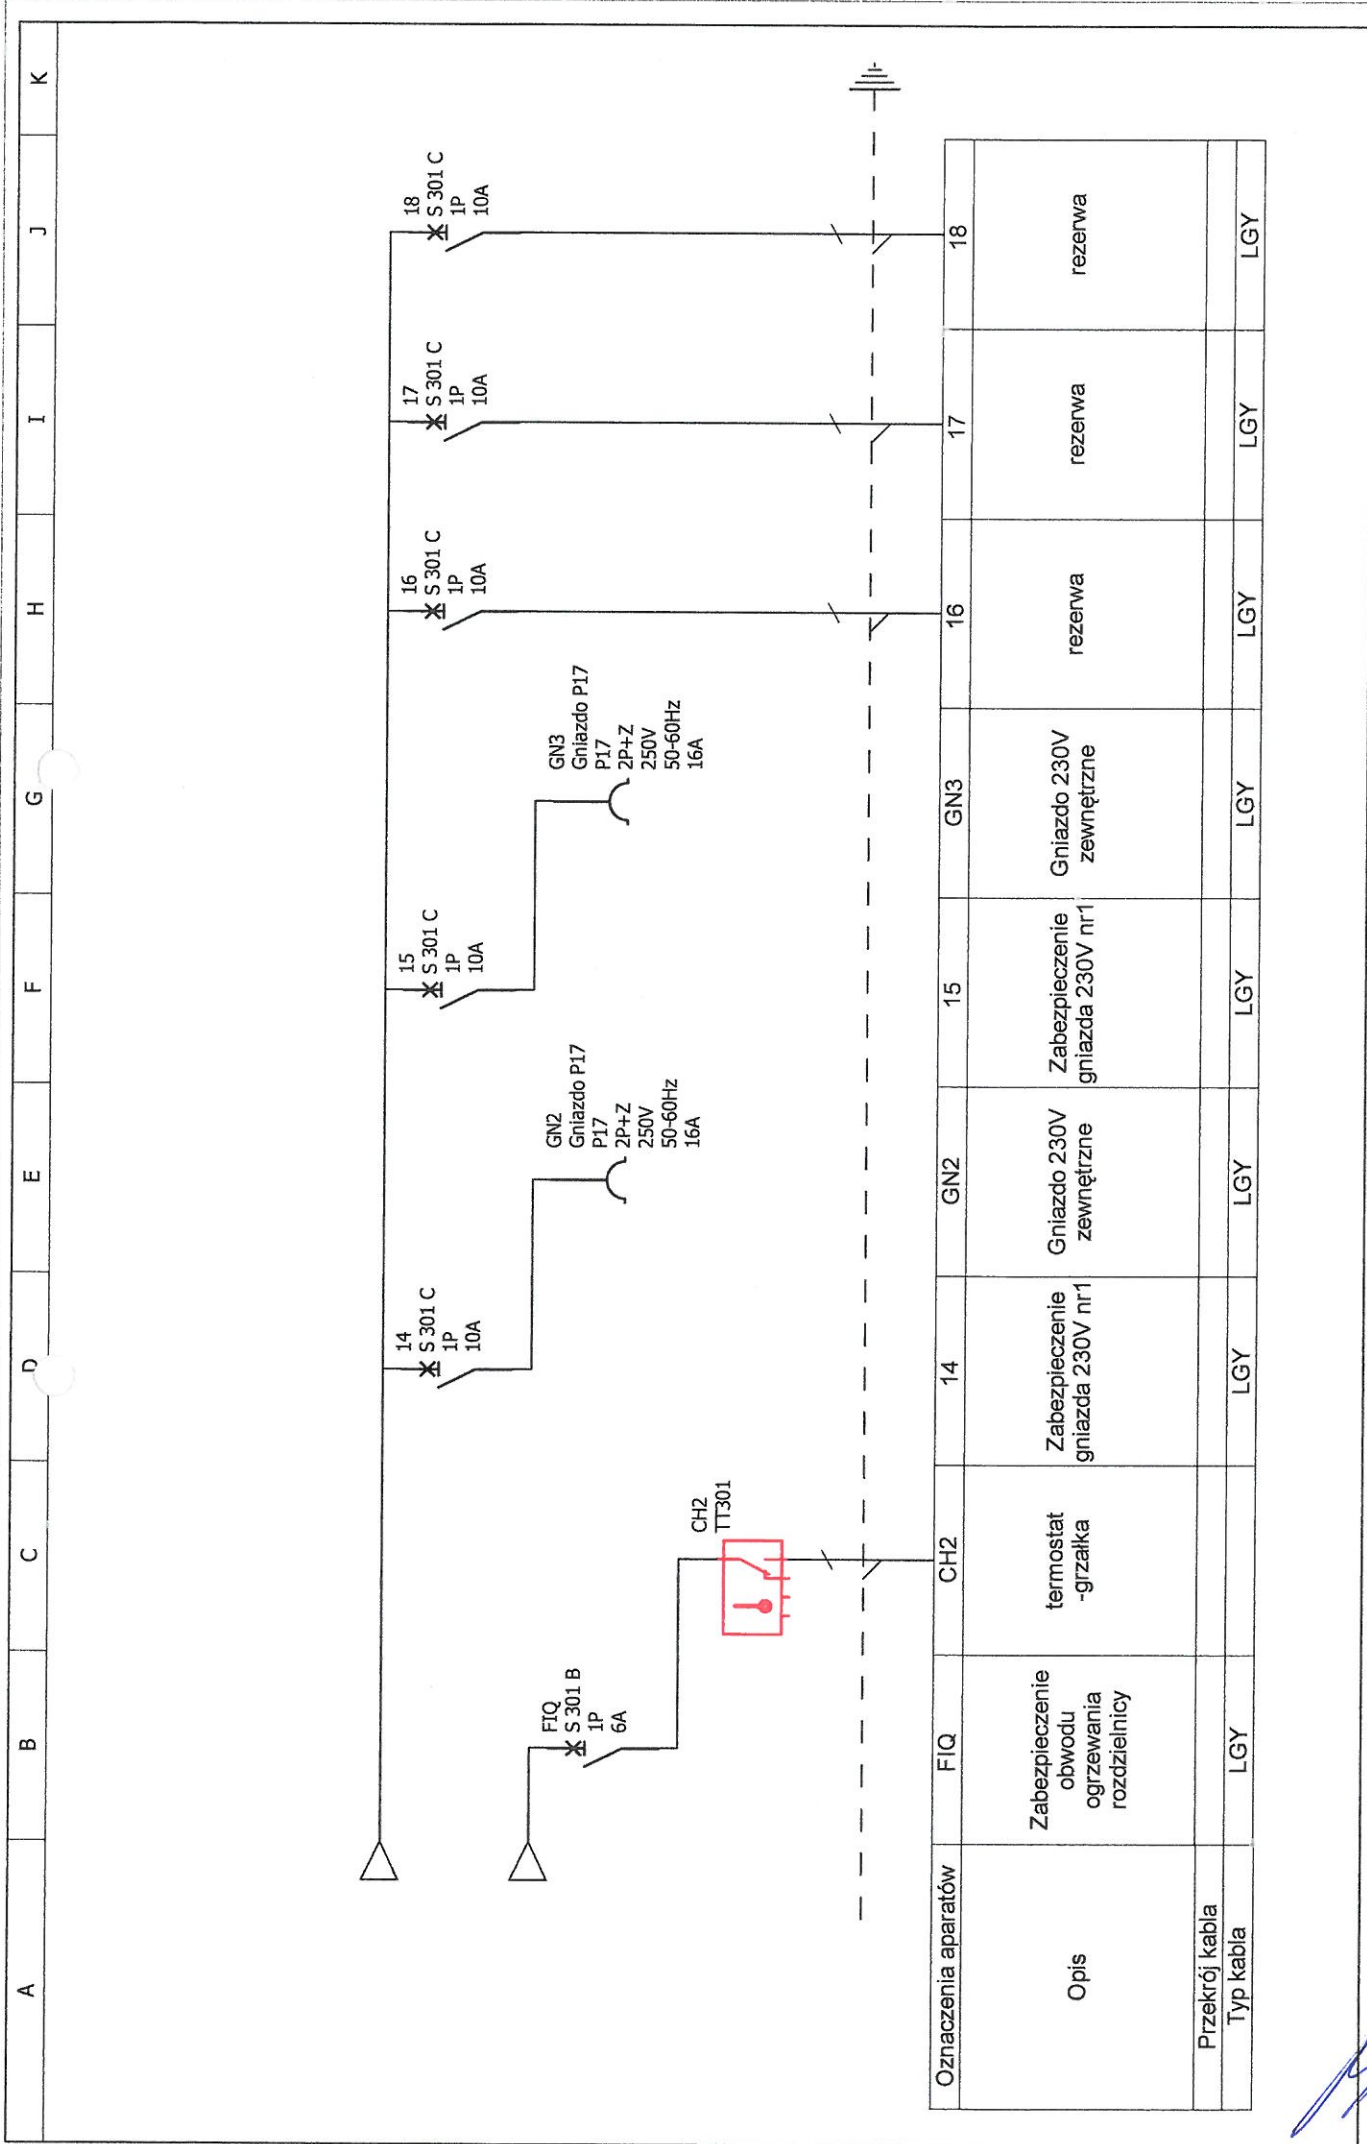 A
B
C
D
E
F
G
H
I
J
K
FIQ
S 301 B
1P
6A
CH2
TT301
14
S 301 C
1P
10A
GN2
Gniazdo P17
P17
2P+Z
250V
50-60Hz
16A
15
S 301 C
1P
10A
GN3
Gniazdo P17
P17
2P+Z
250V
50-60Hz
16A
16
S 301 C
1P
10A
17
S 301 C
1P
10A
18
S 301 C
1P
10A
Oznaczenia aparatów
FIQ
CH2
14
GN2
15
GN3
16
17
18
Opis
Zabezpieczenie
obwodu
ogrzewania
rozdzielnicy
termostat
-grzałka
Zabezpieczenie
gniazda 230V nr1
Gniazdo 230V
zewnętrzne
Zabezpieczenie
gniazda 230V nr1
Gniazdo 230V
zewnętrzne
rezerwa
rezerwa
rezerwa
Przekrój kabla
Typ kabla
LGY
LGY
LGY
LGY
LGY
LGY
LGY
LGY